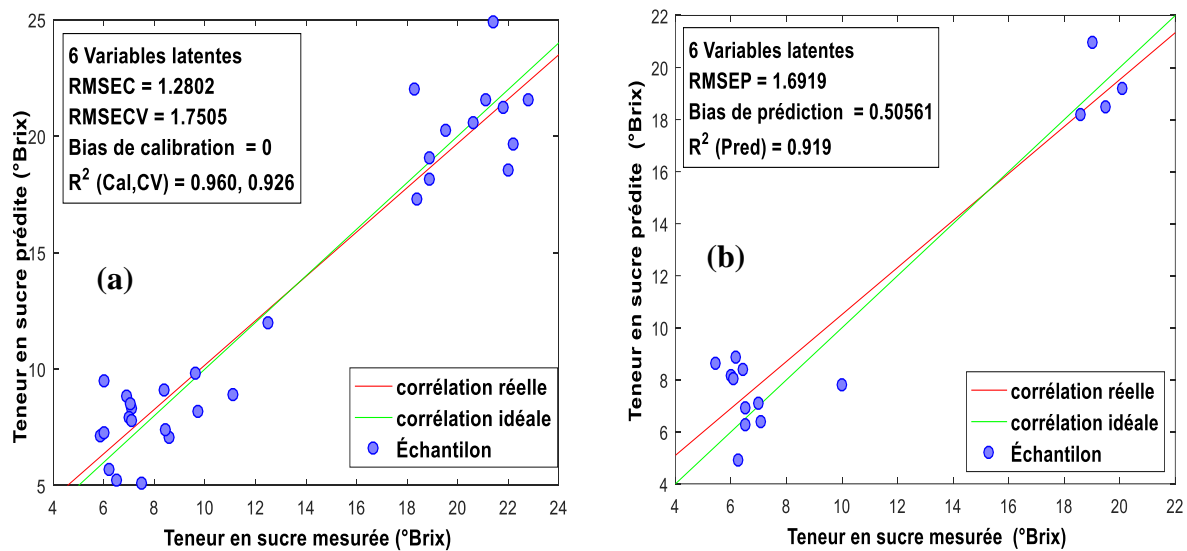 6 Variables latentes
RMSEC = 1.2802
RMSECV = 1.7505
Bias de calibration = 0
R² (Cal,CV) = 0.960, 0.926
(a)
corrélation réelle
corrélation idéale
Échantilon
25
20
15
10
5
4 6 8 10 12 14 16 18 20 22 24
Teneur en sucre prédite (°Brix)
Teneur en sucre mesurée (°Brix)
6 Variables latentes
RMSEP = 1.6919
Bias de prédiction = 0.50561
R² (Pred) = 0.919
(b)
corrélation réelle
corrélation idéale
Échantilon
22
20
18
16
14
12
10
8
6
4
4 6 8 10 12 14 16 18 20 22
Teneur en sucre prédite (°Brix)
Teneur en sucre mesurée (°Brix)